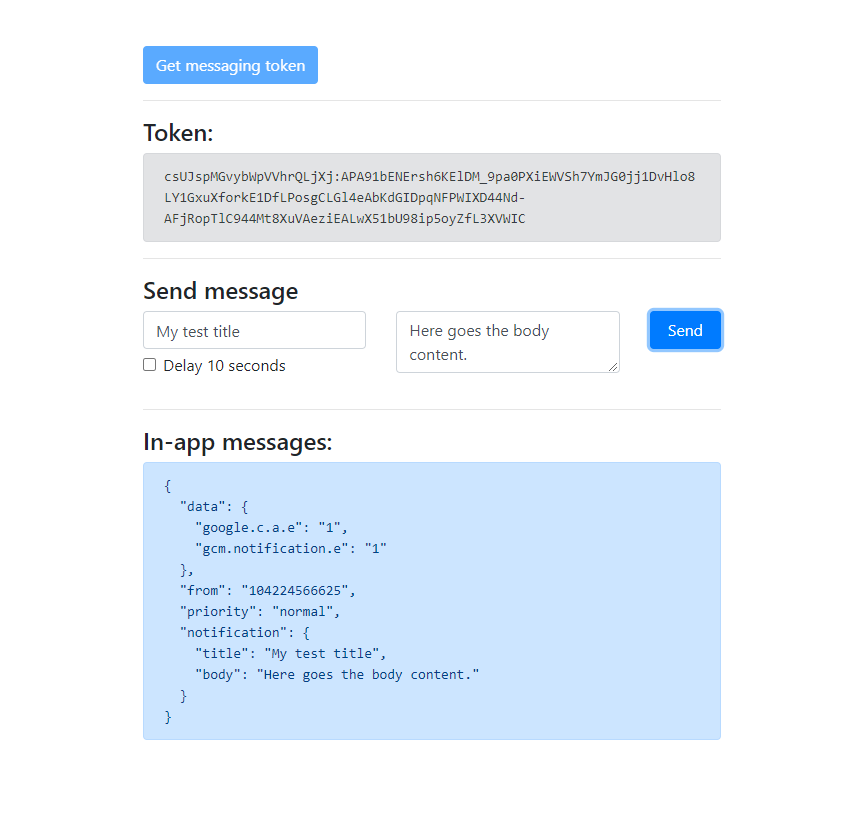 Get messaging token
Token:
csUJspMGvybWpVVhrQLjXj:APA91bENErsh6KElDM_9pa0PXiEWVSh7YmJG0jj1DvHlo8
LY1GxuXforkE1DfLPosgCLGl4eAbKdGIDpqNFPWIXD44Nd-
AFjRopTlC944Mt8XuVAeziEALwX51bU98ip5oyZfL3XVWIC
Send message
My test title
Here goes the body
content.
Send
Delay 10 seconds
In-app messages:
{
  "data": {
    "google.c.a.e": "1",
    "gcm.notification.e": "1"
  },
  "from": "104224566625",
  "priority": "normal",
  "notification": {
    "title": "My test title",
    "body": "Here goes the body content."
  }
}